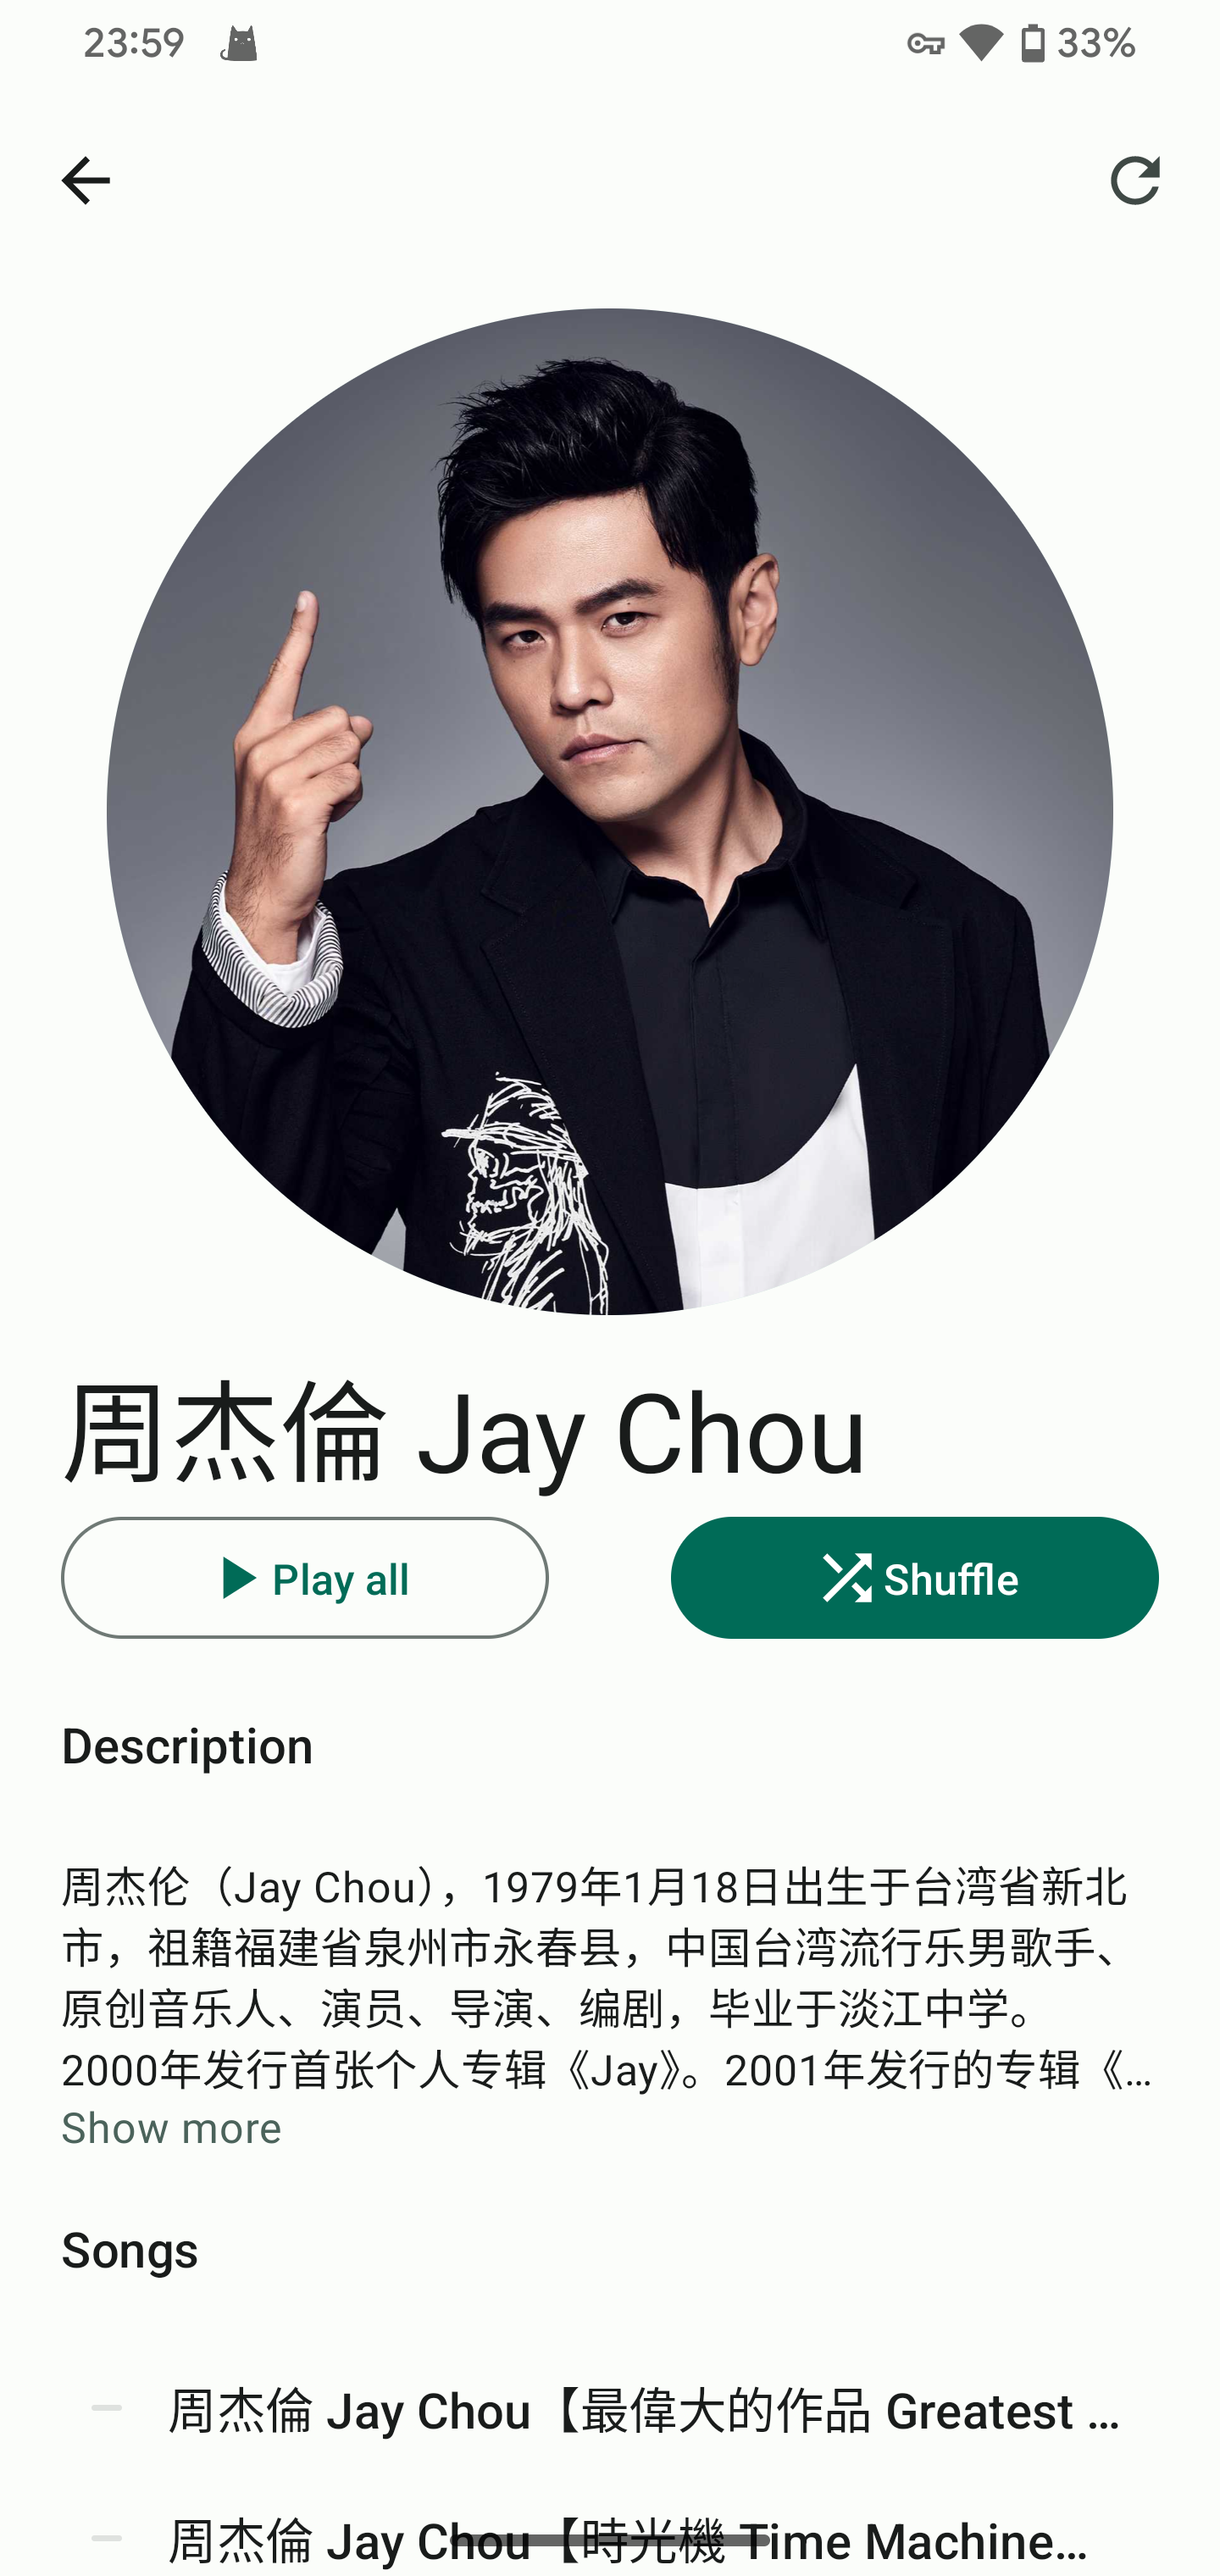 23:59
33%
周杰倫 Jay Chou
Play all
Shuffle
Description
周杰伦（Jay Chou），1979年1月18日出生于台湾省新北
市，祖籍福建省泉州市永春县，中国台湾流行乐男歌手、
原创音乐人、演员、导演、编剧，毕业于淡江中学。
2000年发行首张个人专辑《Jay》。2001年发行的专辑《…
Show more
Songs
周杰倫 Jay Chou【最偉大的作品 Greatest …
周杰倫 Jay Chou【時光機 Time Machine…